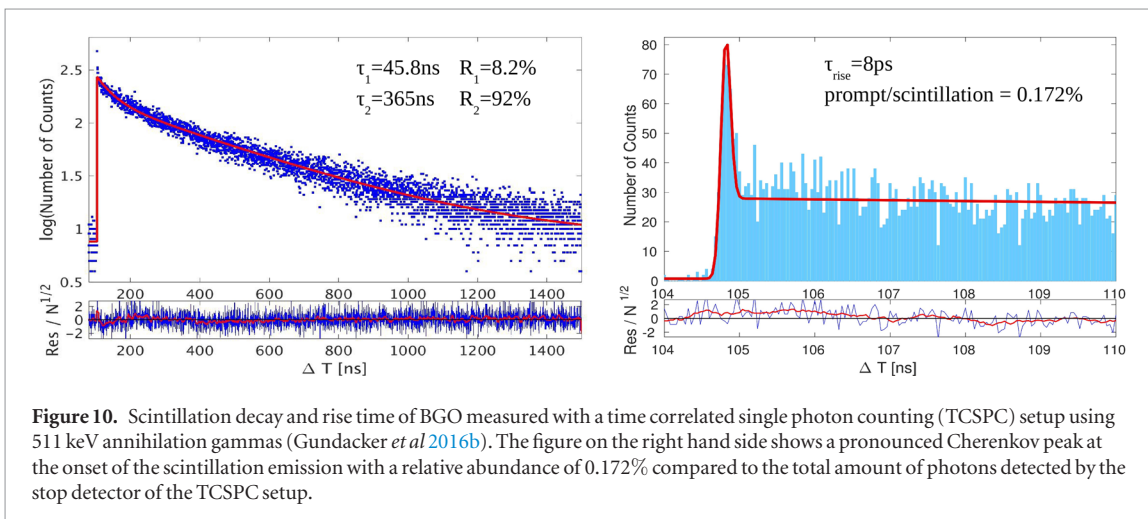 τ1=45.8ns R1=8.2%
τ2=365ns R2=92%
log(Number of Counts)
2.5
2
1.5
1
0.5
200 400 600 800 1000 1200 1400
Res / N^1/2
2
0
−2
200 400 600 800 1000 1200 1400
Δ T [ns]
τrise=8ps
prompt/scintillation = 0.172%
Number of Counts
80
70
60
50
40
30
20
10
0
104 105 106 107 108 109 110
Res / N^1/2
2
0
−2
104 105 106 107 108 109 110
Δ T [ns]
Figure 10. Scintillation decay and rise time of BGO measured with a time correlated single photon counting (TCSPC) setup using
511 keV annihilation gammas (Gundacker et al 2016b). The figure on the right hand side shows a pronounced Cherenkov peak at
the onset of the scintillation emission with a relative abundance of 0.172% compared to the total amount of photons detected by the
stop detector of the TCSPC setup.